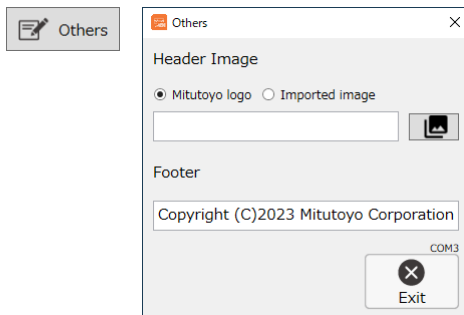 Others
Others
Header Image
Mitutoyo logo Imported image
Footer
Copyright (C)2023 Mitutoyo Corporation
COM3
Exit